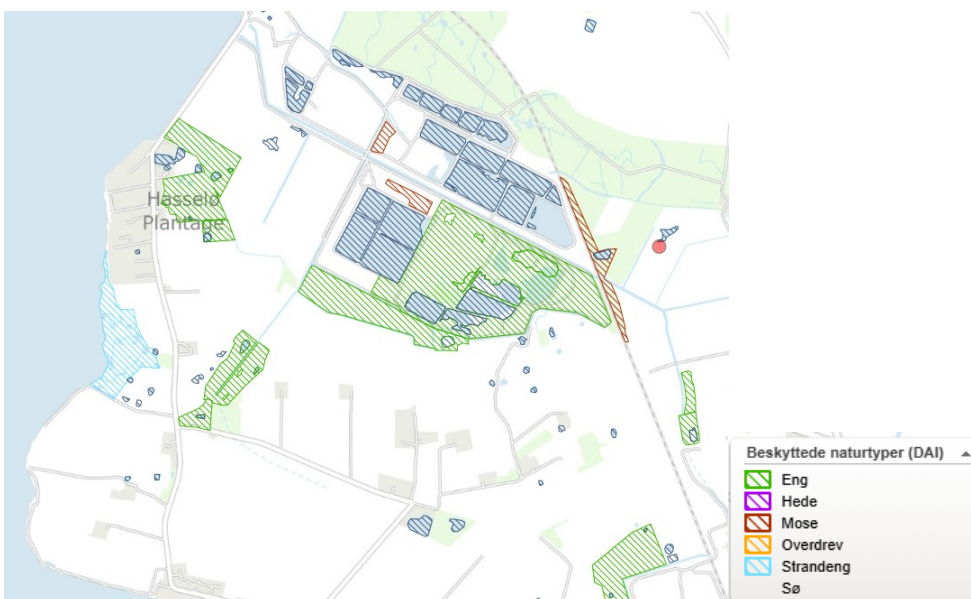 Hasselø
Plantage
Beskyttede naturtyper (DAI)
Eng
Hede
Mose
Overdrev
Strandeng
Sø